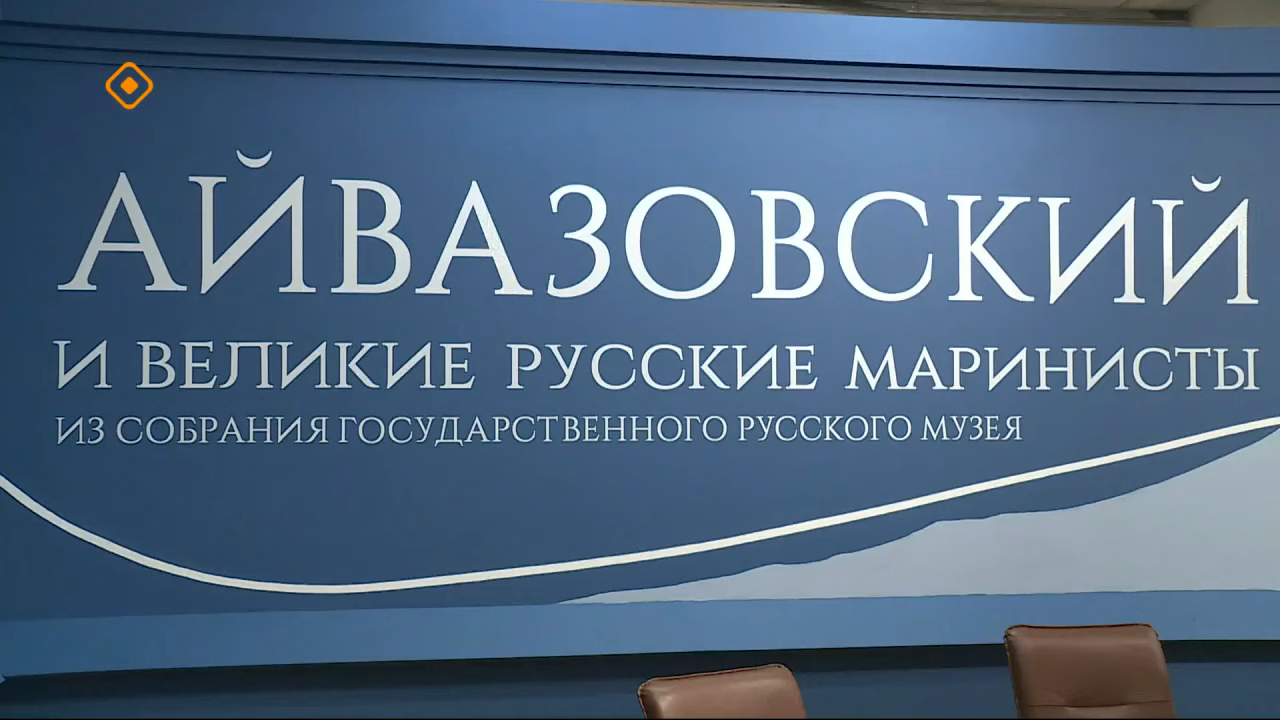 АЙВАЗОВСКИЙ
И ВЕЛИКИЕ РУССКИЕ МАРИНИСТЫ
ИЗ СОБРАНИЯ ГОСУДАРСТВЕННОГО РУССКОГО МУЗЕЯ